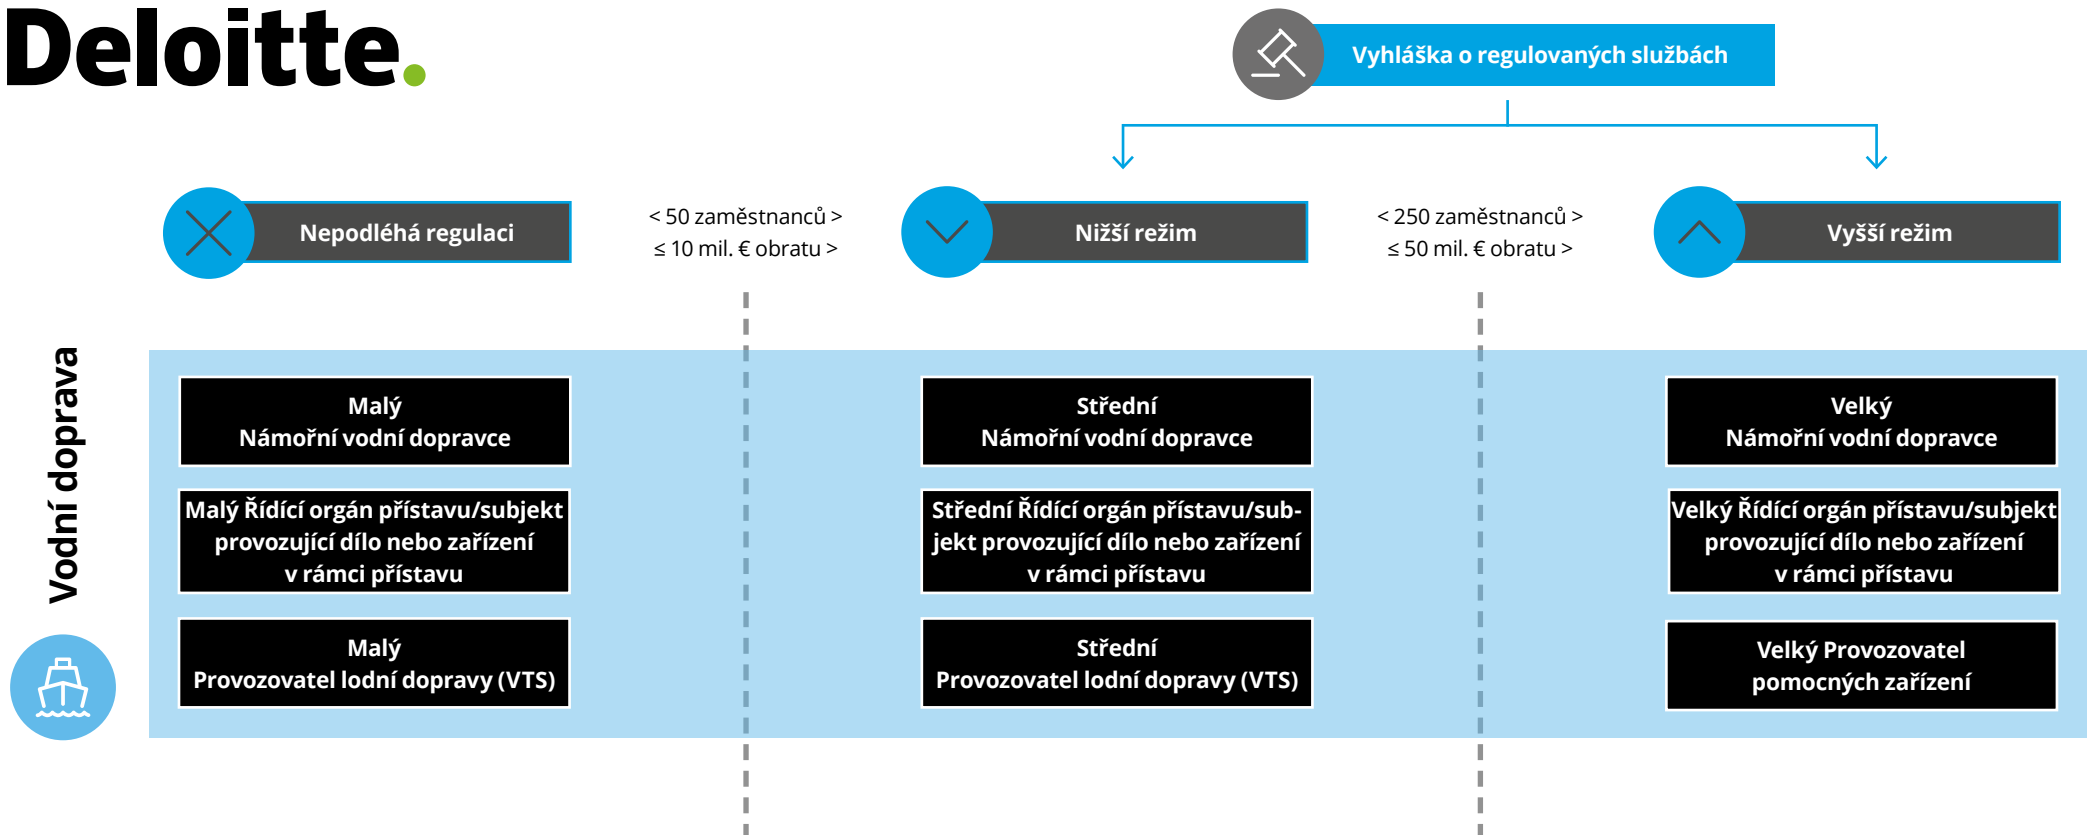 Deloitte.
Vyhláška o regulovaných službách
Nepodléhá regulaci
< 50 zaměstnanců >
≤ 10 mil. € obratu >
Nižší režim
< 250 zaměstnanců >
≤ 50 mil. € obratu >
Vyšší režim
Vodní doprava
Malý
Námořní vodní dopravce
Střední
Námořní vodní dopravce
Velký
Námořní vodní dopravce
Malý Řídící orgán přístavu/subjekt
provozující dílo nebo zařízení
v rámci přístavu
Střední Řídící orgán přístavu/sub-
jekt provozující dílo nebo zařízení
v rámci přístavu
Velký Řídící orgán přístavu/subjekt
provozující dílo nebo zařízení
v rámci přístavu
Malý
Provozovatel lodní dopravy (VTS)
Střední
Provozovatel lodní dopravy (VTS)
Velký Provozovatel
pomocných zařízení